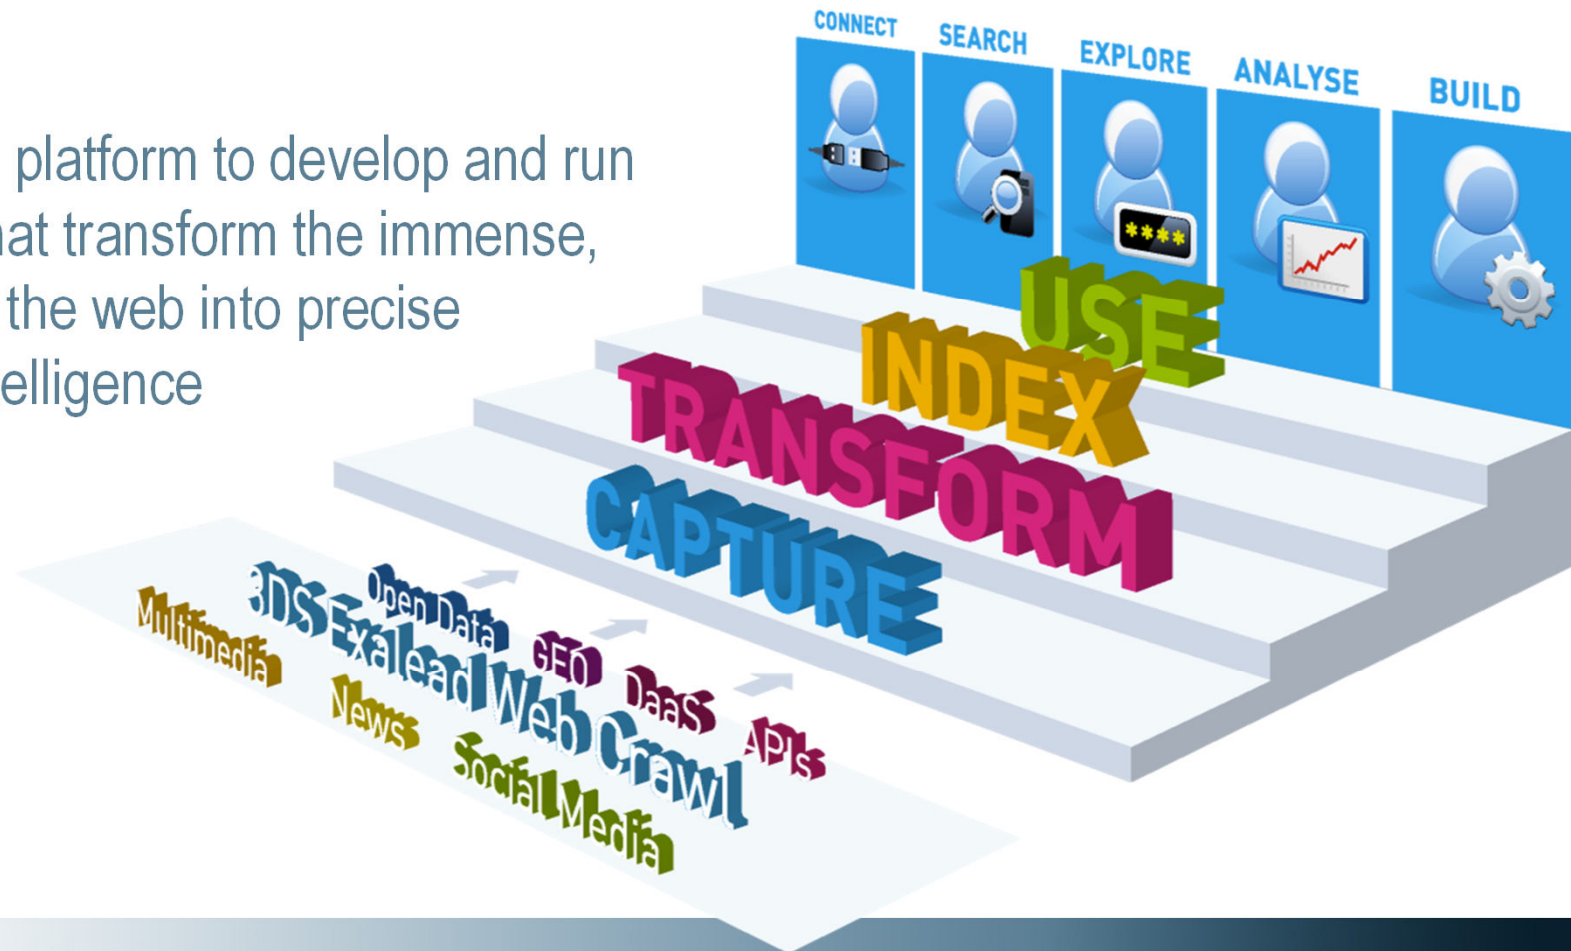 platform to develop and run
hat transform the immense,
the web into precise
elligence
CONNECT
SEARCH
EXPLORE
ANALYSE
BUILD
****
USE
INDEX
TRANSFORM
CAPTURE
Open Data
GEO
DaaS
APIs
3DS Exalead Web Crawl
Multimedia
News
Social Media